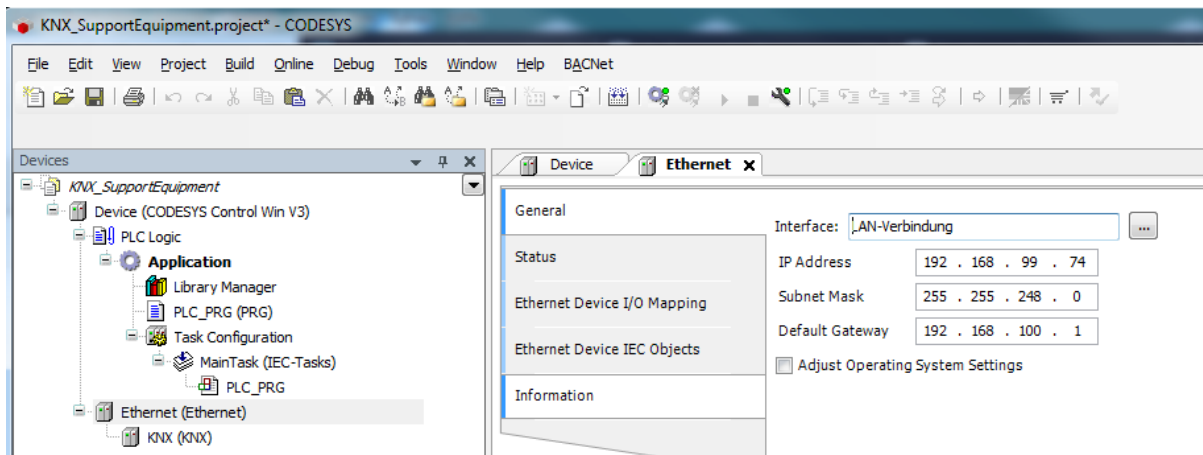 KNX_SupportEquipment.project* - CODESYS
File Edit View Project Build Online Debug Tools Window Help BACNet
Devices
KNX_SupportEquipment
Device (CODESYS Control Win V3)
PLC Logic
Application
Library Manager
PLC_PRG (PRG)
Task Configuration
MainTask (IEC-Tasks)
PLC_PRG
Ethernet (Ethernet)
KNX (KNX)
Device Ethernet
General
Status
Ethernet Device I/O Mapping
Ethernet Device IEC Objects
Information
Interface: LAN-Verbindung ...
IP Address 192 . 168 . 99 . 74
Subnet Mask 255 . 255 . 248 . 0
Default Gateway 192 . 168 . 100 . 1
Adjust Operating System Settings